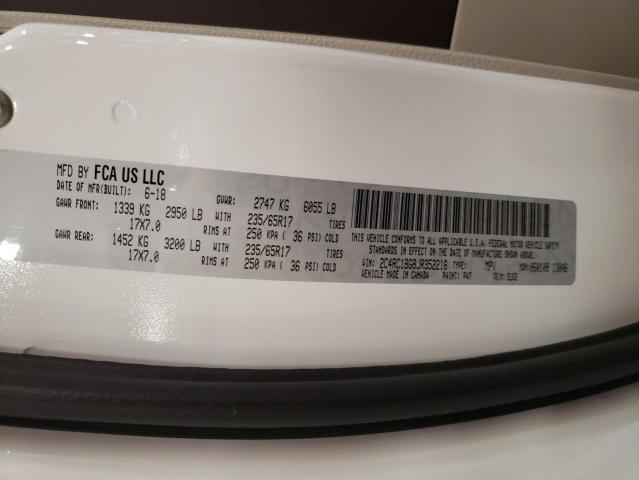 MFD BY FCA US LLC
DATE OF MFR(BUILT): 6-18 GVWR: 2747 KG 6055 LB
GAWR FRONT: 1339 KG 2950 LB WITH 235/65R17 TIRES
17X7.0 RIMS AT 250 KPA ( 36 PSI) COLD
GAWR REAR: 1452 KG 3200 LB WITH 235/65R17 TIRES
17X7.0 RIMS AT 250 KPA ( 36 PSI) COLD
THIS VEHICLE CONFORMS TO ALL APPLICABLE U.S.A. FEDERAL MOTOR VEHICLE SAFETY
STANDARDS IN EFFECT ON THE DATE OF MANUFACTURE SHOWN ABOVE.
VIN: 2C4RC1BG8JR352216 TYPE: MPV MDH:
VEHICLE MADE IN CANADA PAINT: PW7 TRIM: